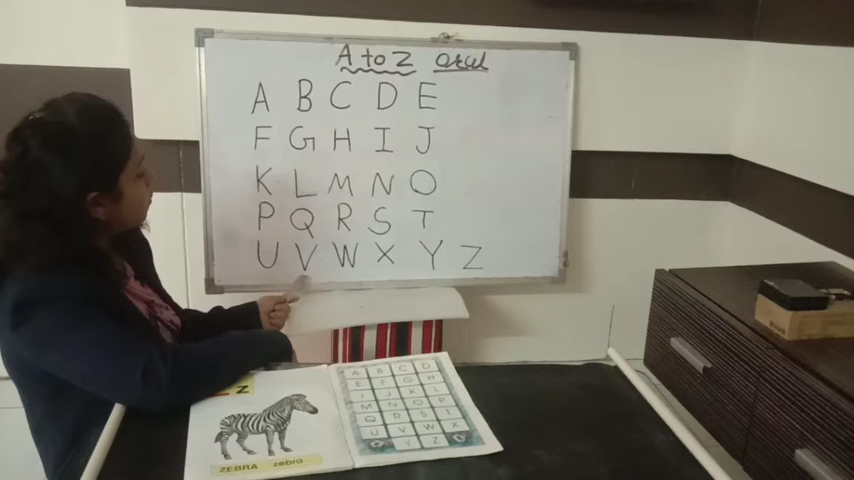 A to Z oral
A B C D E
F G H I J
K L M N O
P Q R S T
U V W X Y Z
Z
ZEBRA zebra
A B C D
E F G H
I J K L
M N O P
Q R S T
U V W X
Y Z